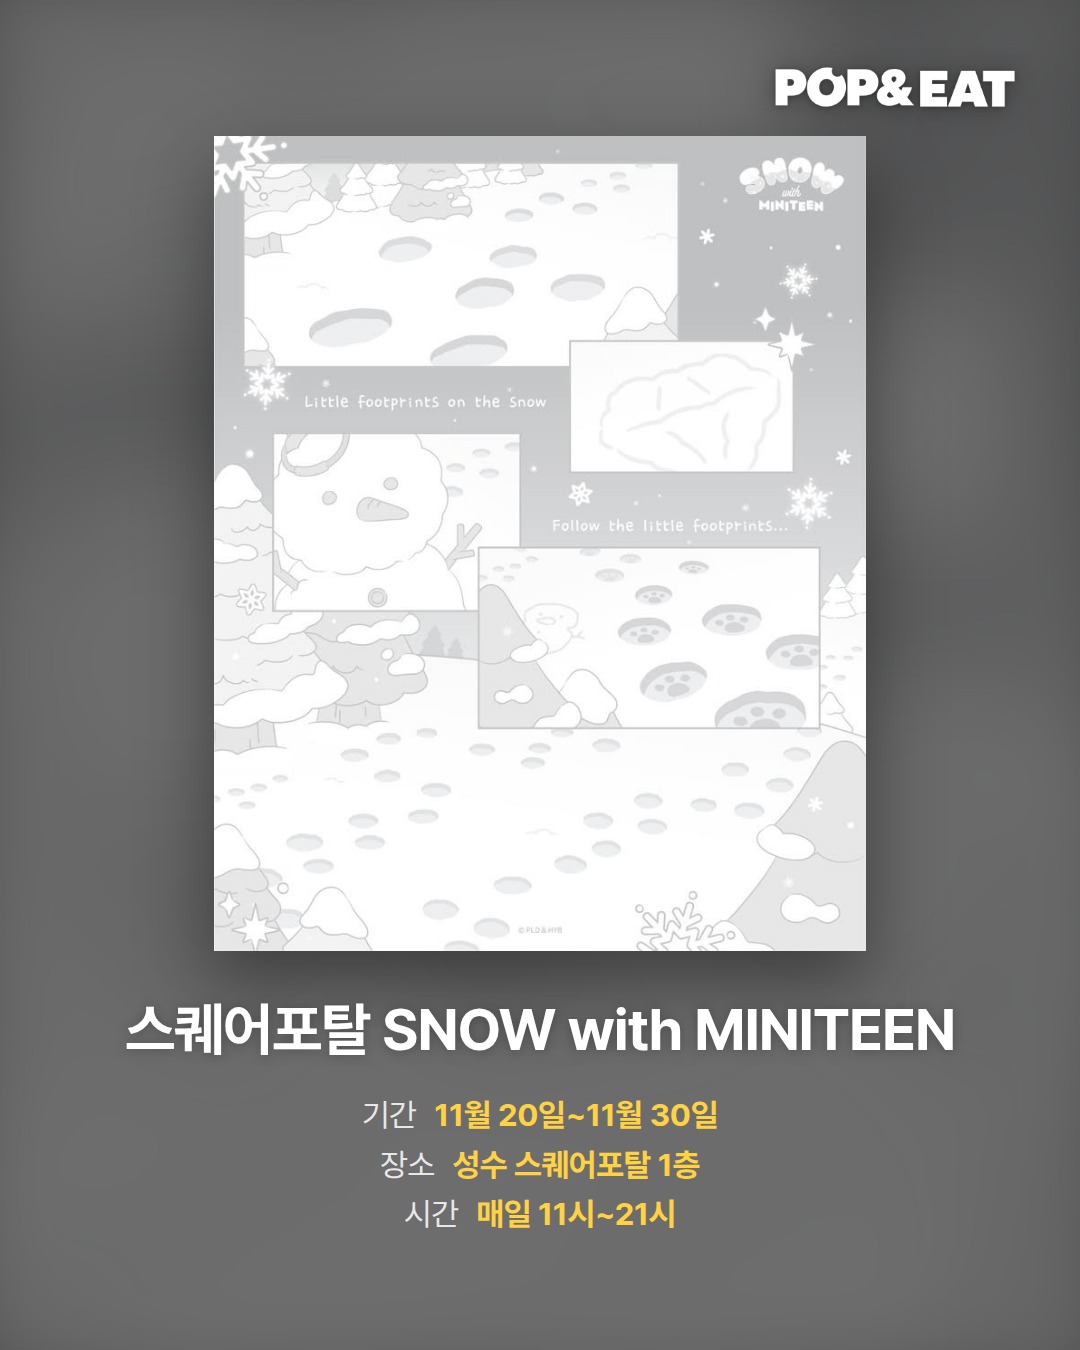 POP&EAT
SNOW
with
MINITEEN
Little footprints on the snow
Follow the little footprints...
©PLD&HYB
스퀘어포탈 SNOW with MINITEEN
기간 11월 20일~11월 30일
장소 성수 스퀘어포탈 1층
시간 매일 11시~21시